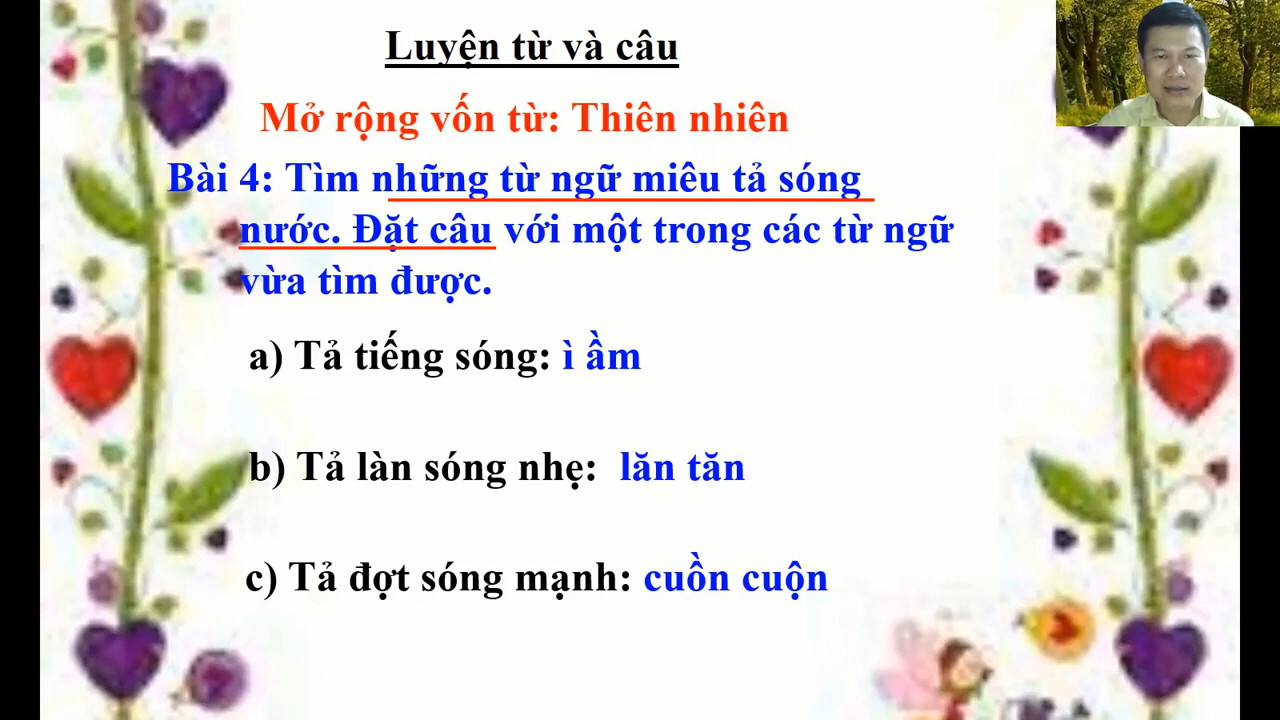 Luyện từ và câu
Mở rộng vốn từ: Thiên nhiên
Bài 4: Tìm những từ ngữ miêu tả sóng
nước. Đặt câu với một trong các từ ngữ
vừa tìm được.
a) Tả tiếng sóng: ì ầm
b) Tả làn sóng nhẹ: lăn tăn
c) Tả đợt sóng mạnh: cuồn cuộn